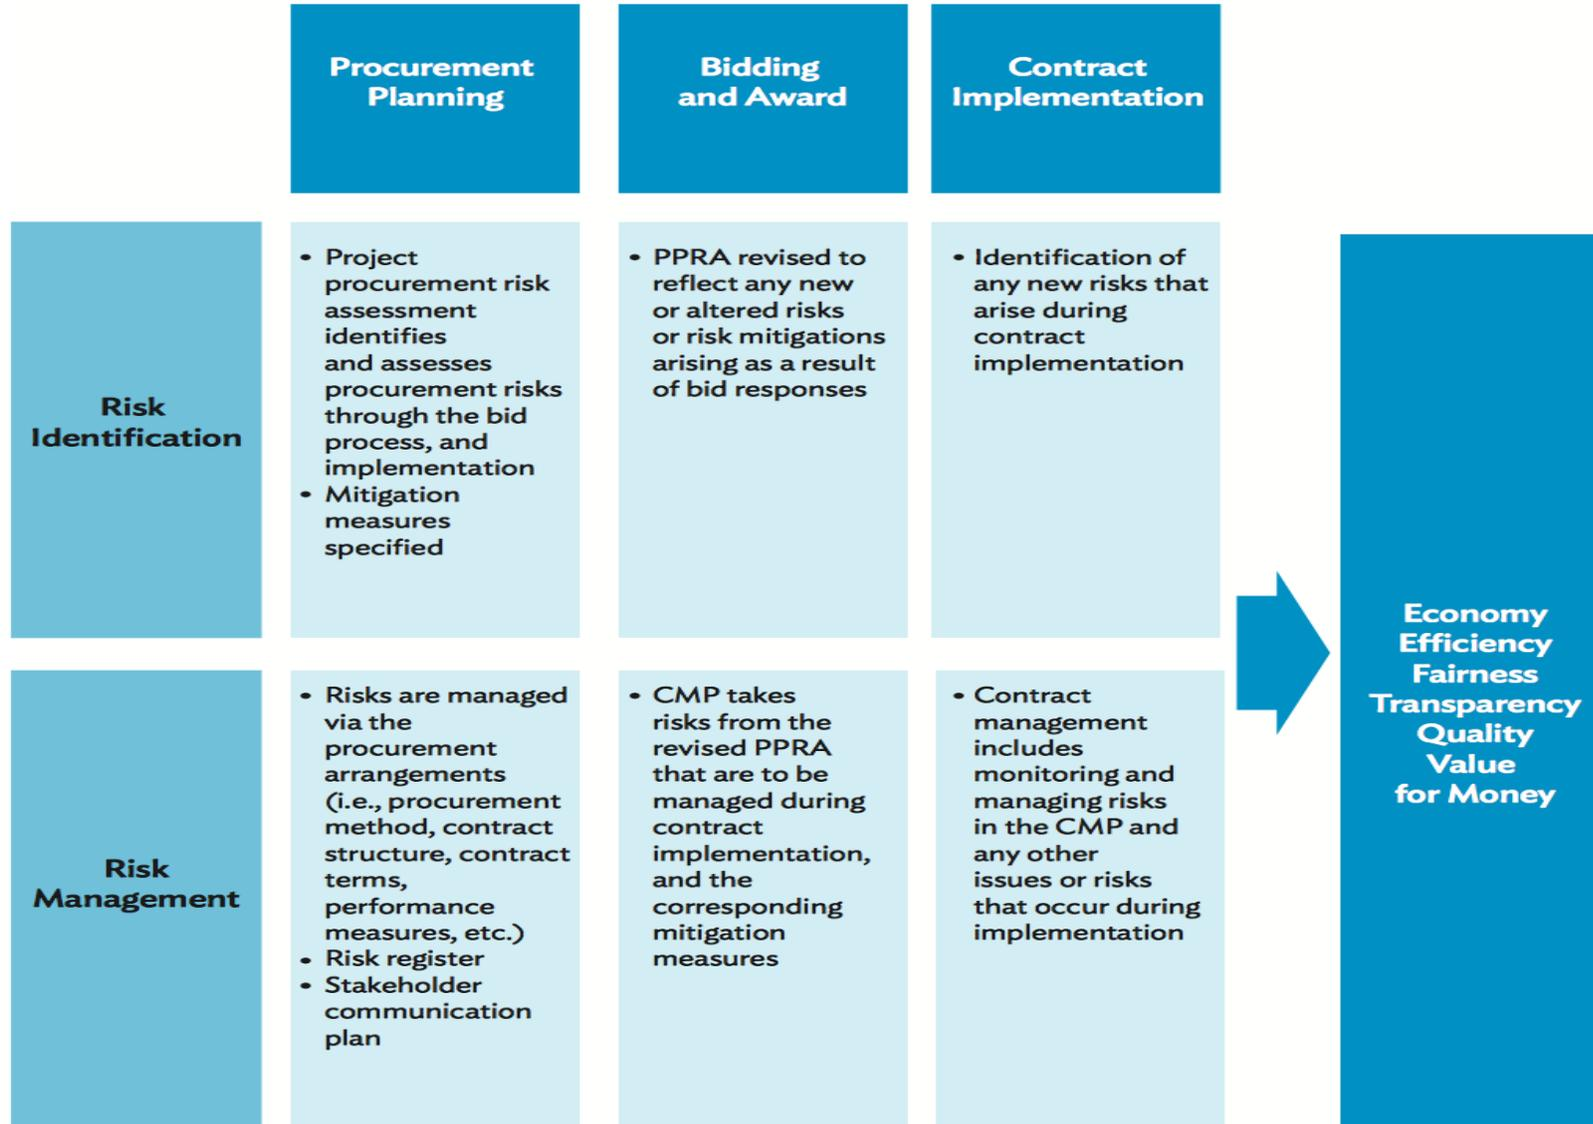 Procurement
Planning
Bidding
and Award
Contract
Implementation
Risk
Identification
• Project
procurement risk
assessment
identifies
and assesses
procurement risks
through the bid
process, and
implementation
• Mitigation
measures
specified
• PPRA revised to
reflect any new
or altered risks
or risk mitigations
arising as a result
of bid responses
• Identification of
any new risks that
arise during
contract
implementation
Risk
Management
• Risks are managed
via the
procurement
arrangements
(i.e., procurement
method, contract
structure, contract
terms,
performance
measures, etc.)
• Risk register
• Stakeholder
communication
plan
• CMP takes
risks from the
revised PPRA
that are to be
managed during
contract
implementation,
and the
corresponding
mitigation
measures
• Contract
management
includes
monitoring and
managing risks
in the CMP and
any other
issues or risks
that occur during
implementation
Economy
Efficiency
Fairness
Transparency
Quality
Value
for Money